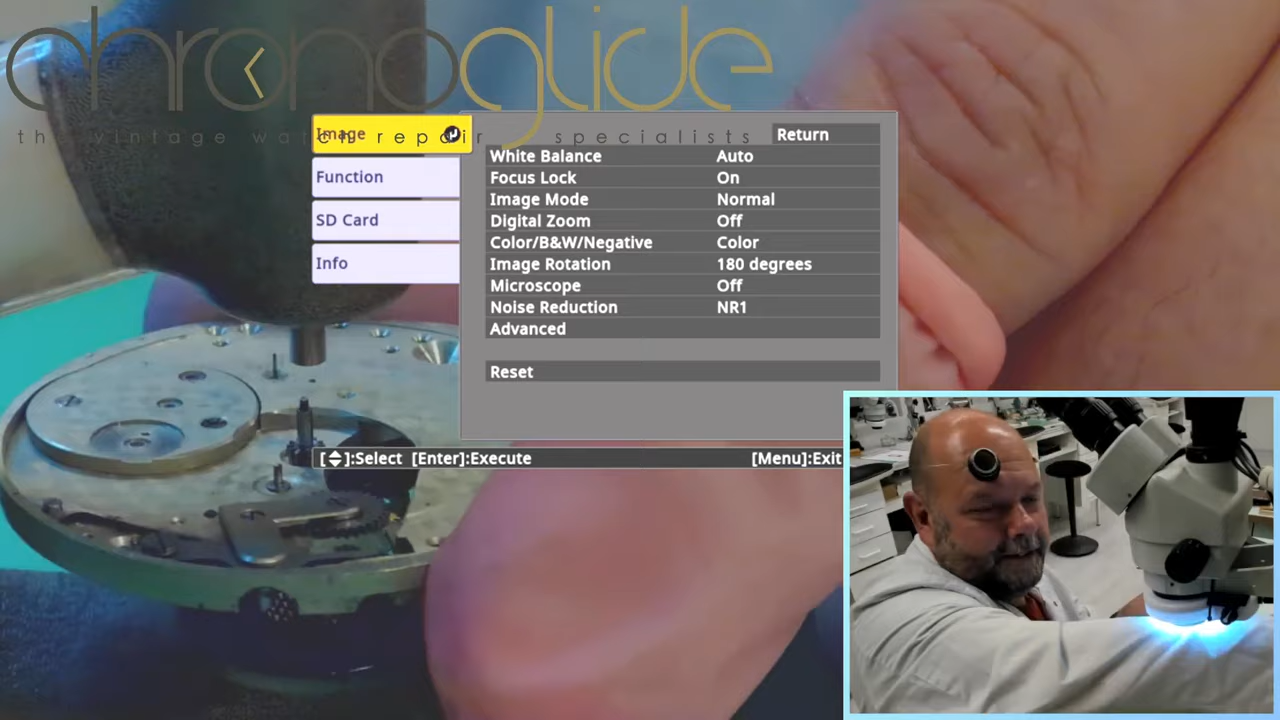 chronoglide
the vintage watch repair specialists
Image
Return
Function
SD Card
Info
White Balance Auto
Focus Lock On
Image Mode Normal
Digital Zoom Off
Color/B&W/Negative Color
Image Rotation 180 degrees
Microscope Off
Noise Reduction NR1
Advanced
Reset
[⬍]:Select [Enter]:Execute [Menu]:Exit